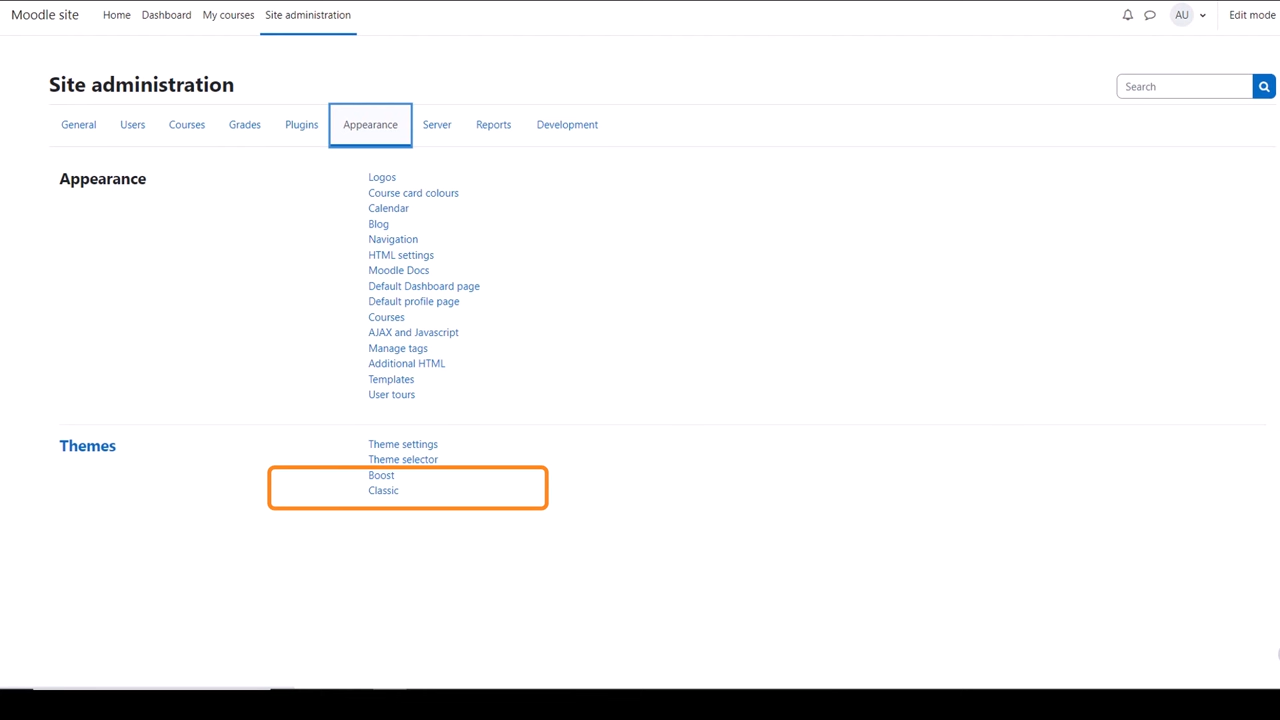 Moodle site Home Dashboard My courses Site administration AU Edit mode
Site administration
Search
General Users Courses Grades Plugins Appearance Server Reports Development
Appearance
Logos
Course card colours
Calendar
Blog
Navigation
HTML settings
Moodle Docs
Default Dashboard page
Default profile page
Courses
AJAX and Javascript
Manage tags
Additional HTML
Templates
User tours
Themes
Theme settings
Theme selector
Boost
Classic